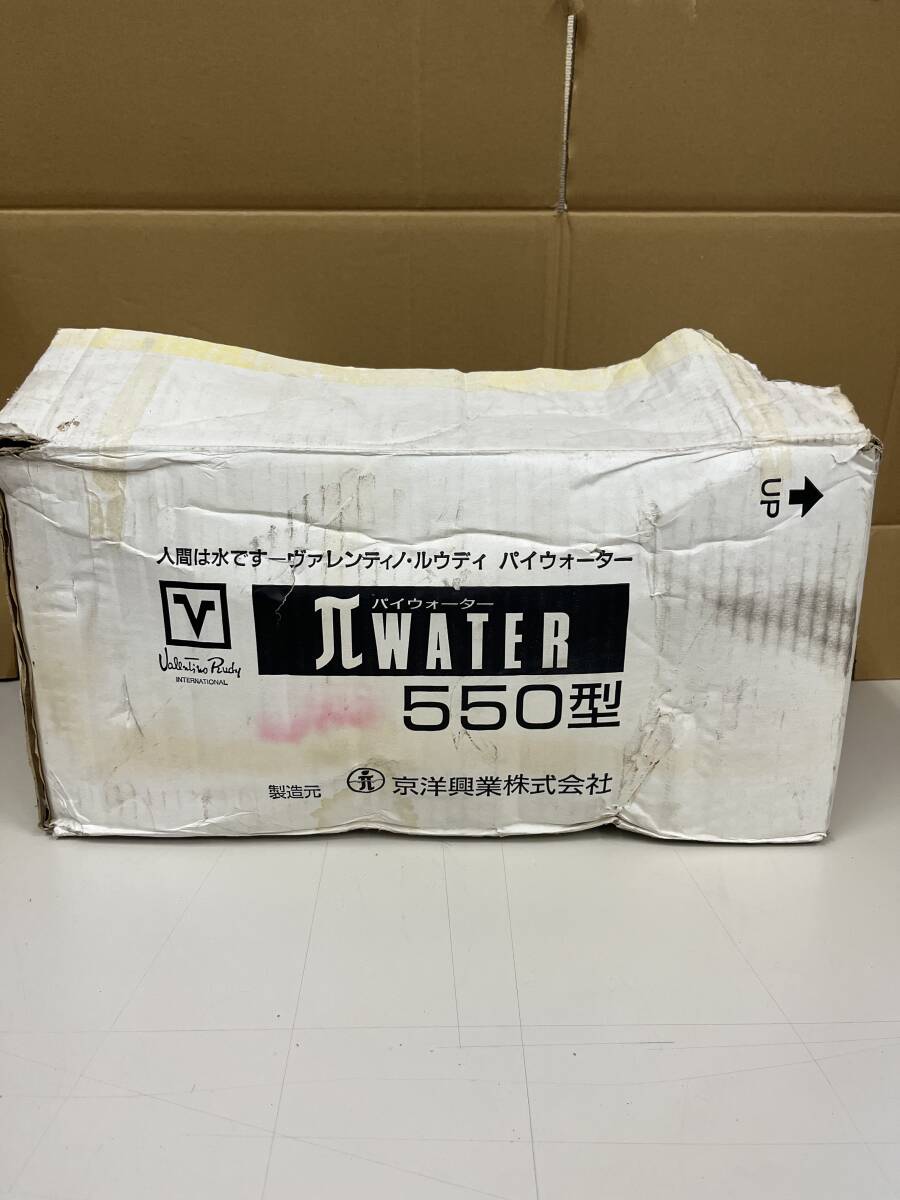 UP
人間は水です―ヴァレンティノ・ルウディ パイウォーター
V
Valentino Rudy
INTERNATIONAL
パイウォーター
π WATER
550型
製造元 京洋興業株式会社